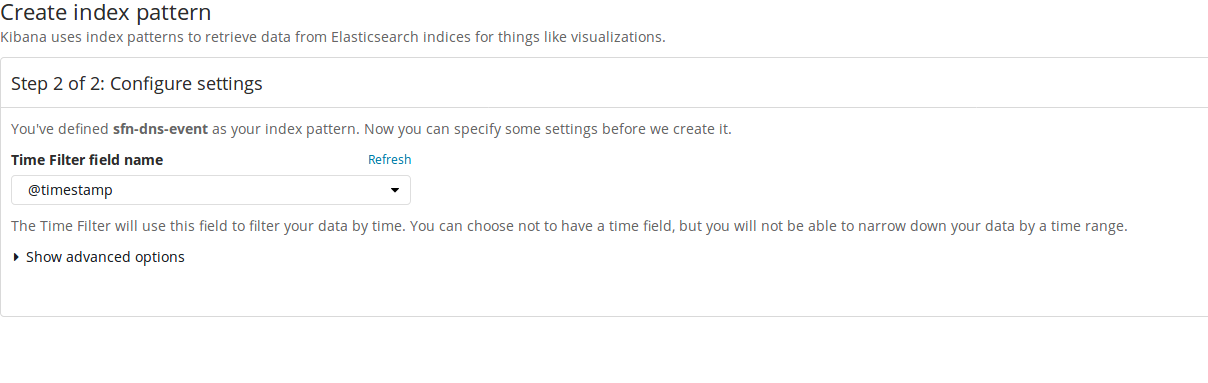 Create index pattern
Kibana uses index patterns to retrieve data from Elasticsearch indices for things like visualizations.
Step 2 of 2: Configure settings
You've defined sfn-dns-event as your index pattern. Now you can specify some settings before we create it.
Time Filter field name Refresh
@timestamp
The Time Filter will use this field to filter your data by time. You can choose not to have a time field, but you will not be able to narrow down your data by a time range.
Show advanced options